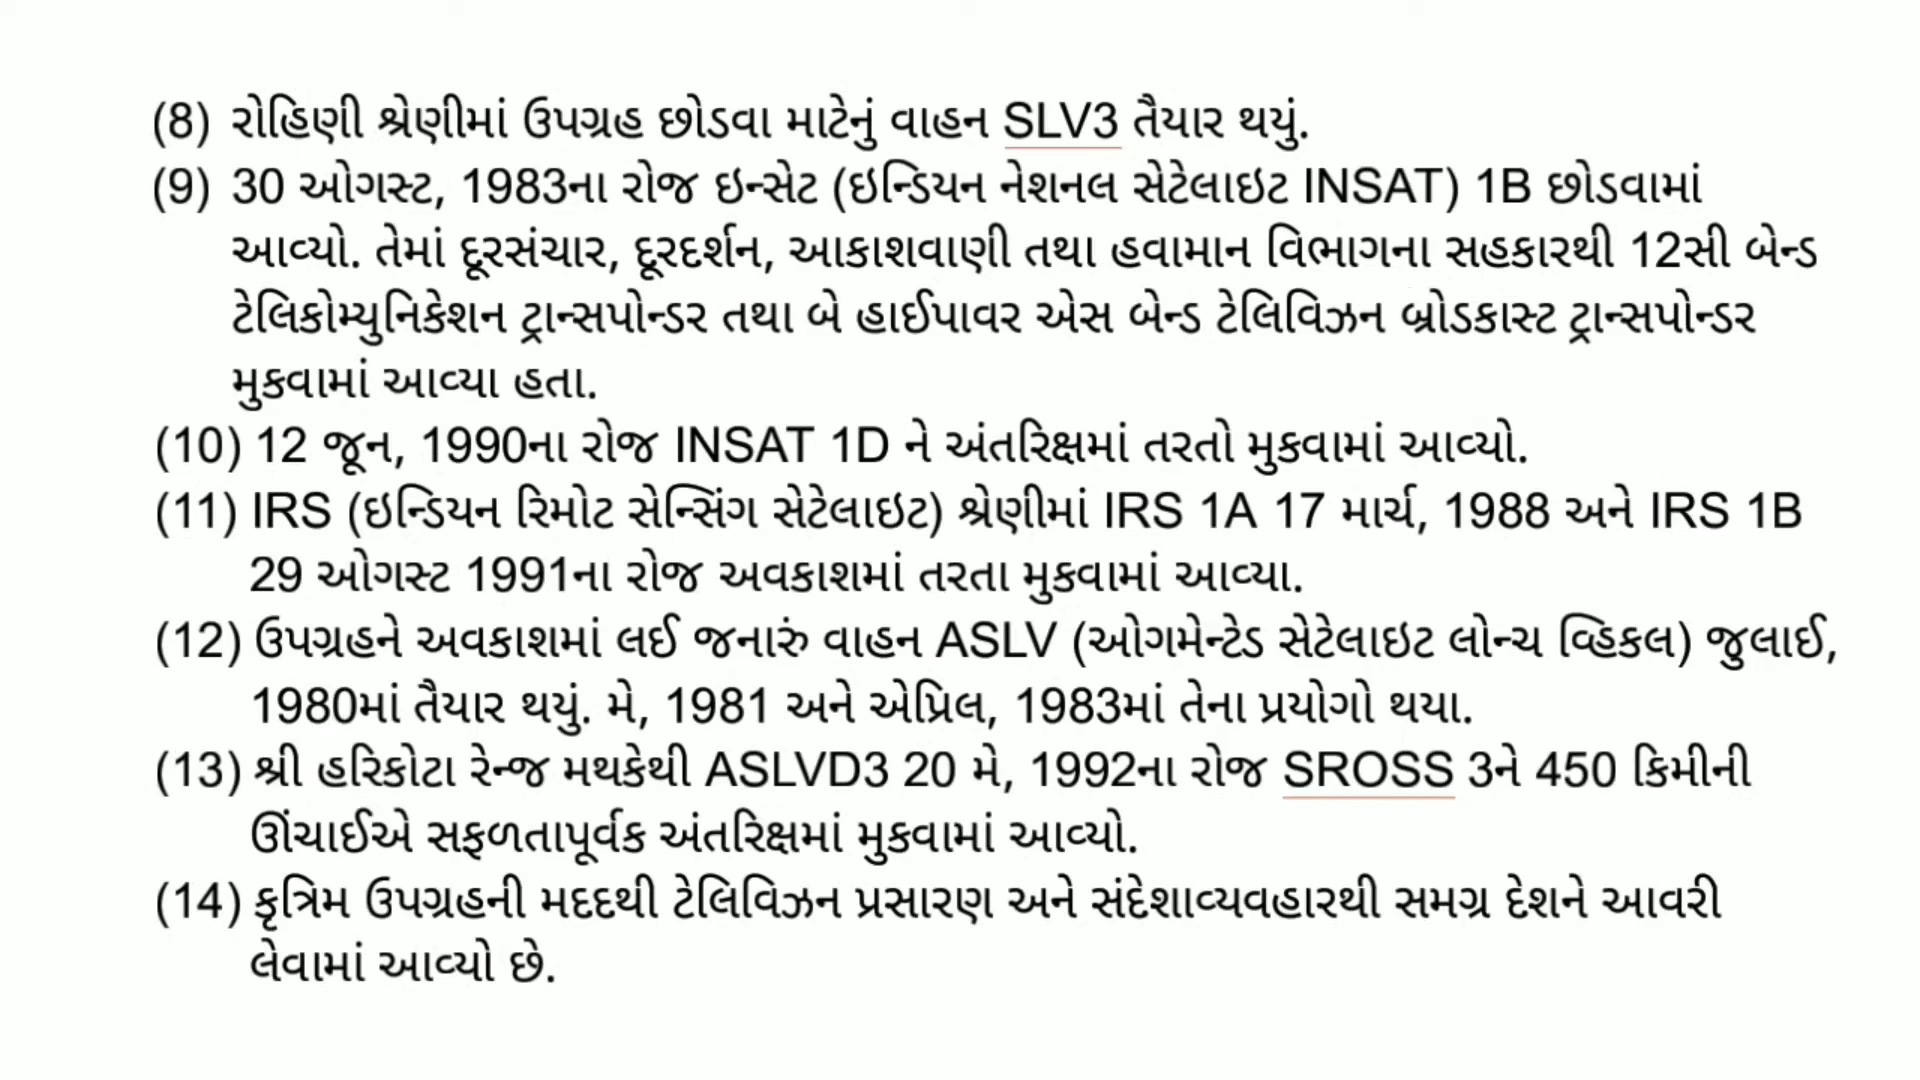 (8) રોહિણી શ્રેણીમાં ઉપગ્રહ છોડવા માટેનું વાહન SLV3 તૈયાર થયું.
(9) 30 ઓગસ્ટ, 1983ના રોજ ઇન્સેટ (ઇન્ડિયન નેશનલ સેટેલાઇટ INSAT) 1B છોડવામાં
આવ્યો. તેમાં દૂરસંચાર, દૂરદર્શન, આકાશવાણી તથા હવામાન વિભાગના સહકારથી 12સી બેન્ડ
ટેલિકોમ્યુનિકેશન ટ્રાન્સપોન્ડર તથા બે હાઈપાવર એસ બેન્ડ ટેલિવિઝન બ્રોડકાસ્ટ ટ્રાન્સપોન્ડર
મુકવામાં આવ્યા હતા.
(10) 12 જૂન, 1990ના રોજ INSAT 1D ને અંતરિક્ષમાં તરતો મુકવામાં આવ્યો.
(11) IRS (ઇન્ડિયન રિમોટ સેન્સિંગ સેટેલાઇટ) શ્રેણીમાં IRS 1A 17 માર્ચ, 1988 અને IRS 1B
29 ઓગસ્ટ 1991ના રોજ અવકાશમાં તરતા મુકવામાં આવ્યા.
(12) ઉપગ્રહને અવકાશમાં લઈ જનારું વાહન ASLV (ઓગમેન્ટેડ સેટેલાઇટ લોન્ચ વ્હિકલ) જુલાઈ,
1980માં તૈયાર થયું. મે, 1981 અને એપ્રિલ, 1983માં તેના પ્રયોગો થયા.
(13) શ્રી હરિકોટા રેન્જ મથકેથી ASLVD3 20 મે, 1992ના રોજ SROSS 3ને 450 કિમીની
ઊંચાઈએ સફળતાપૂર્વક અંતરિક્ષમાં મુકવામાં આવ્યો.
(14) કૃત્રિમ ઉપગ્રહની મદદથી ટેલિવિઝન પ્રસારણ અને સંદેશાવ્યવહારથી સમગ્ર દેશને આવરી
લેવામાં આવ્યો છે.